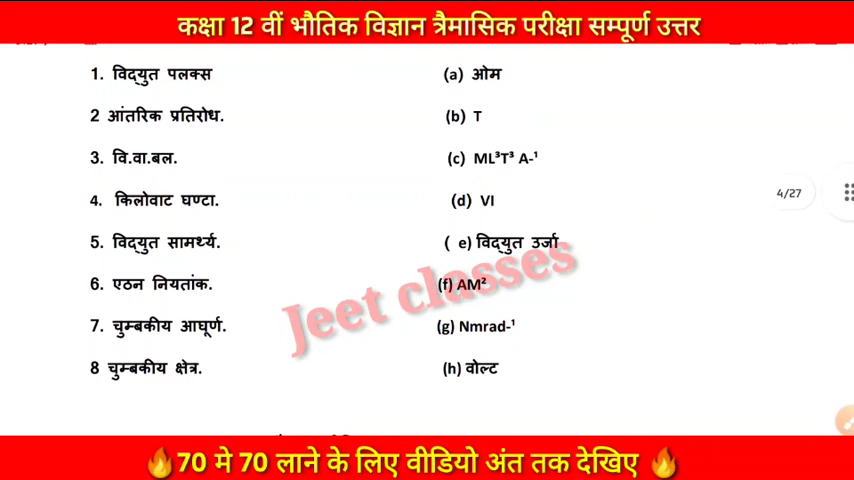 कक्षा 12 वीं भौतिक विज्ञान त्रैमासिक परीक्षा सम्पूर्ण उत्तर
1. विद्युत पलक्स (a) ओम
2 आंतरिक प्रतिरोध. (b) T
3. वि.वा.बल. (c) ML³T³ A-¹
4. किलोवाट घण्टा. (d) VI
4/27
5. विद्युत सामर्थ्य. ( e) विद्युत उर्जा
6. एठन नियतांक. (f) AM²
Jeet classes
7. चुम्बकीय आघूर्ण. (g) Nmrad-¹
8 चुम्बकीय क्षेत्र. (h) वोल्ट
🔥70 मे 70 लाने के लिए वीडियो अंत तक देखिए 🔥